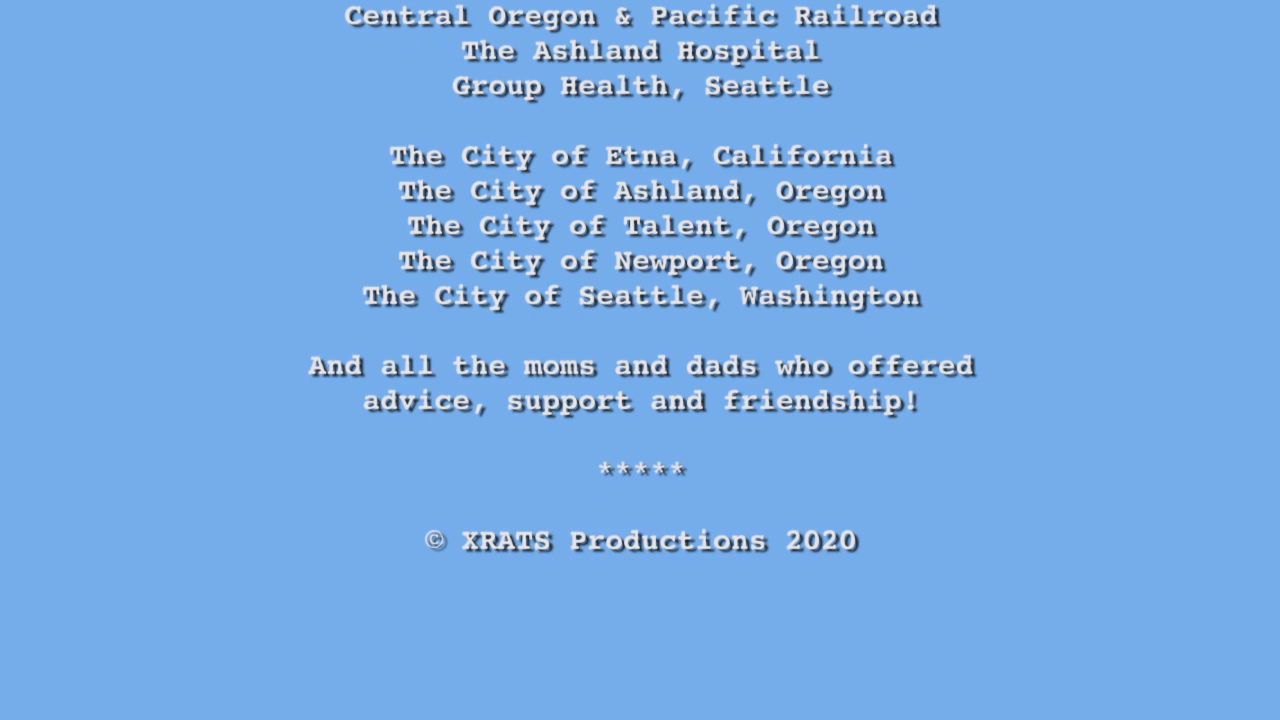 Central Oregon & Pacific Railroad
The Ashland Hospital
Group Health, Seattle
The City of Etna, California
The City of Ashland, Oregon
The City of Talent, Oregon
The City of Newport, Oregon
The City of Seattle, Washington
And all the moms and dads who offered
advice, support and friendship!
*****
© XRATS Productions 2020